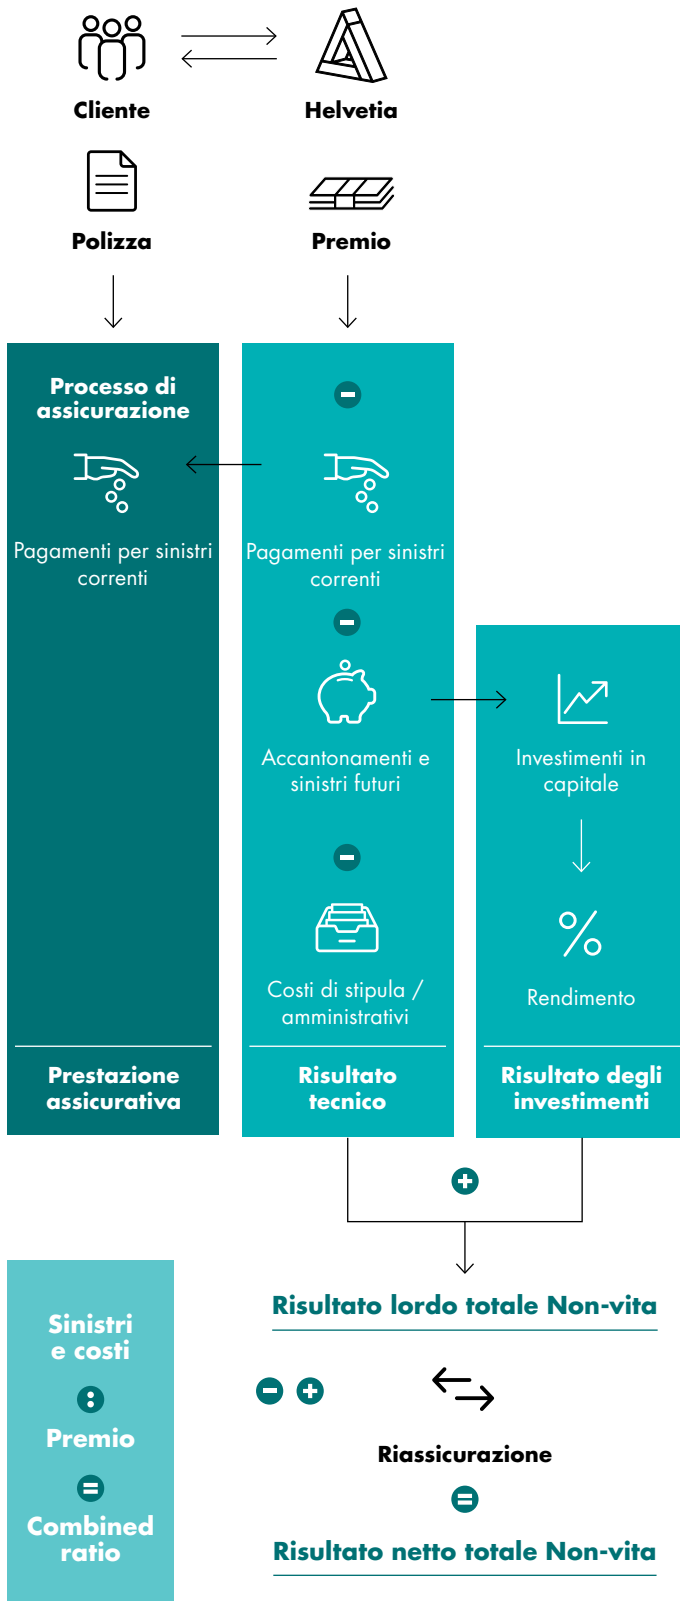 Cliente
Helvetia
Polizza
Premio
Processo di
assicurazione
Pagamenti per sinistri
correnti
Pagamenti per sinistri
correnti
Accantonamenti e
sinistri futuri
Investimenti in
capitale
Costi di stipula /
amministrativi
Rendimento
Prestazione
assicurativa
Risultato
tecnico
Risultato degli
investimenti
Risultato lordo totale Non-vita
Riassicurazione
Risultato netto totale Non-vita
Sinistri
e costi
:
Premio
=
Combined
ratio